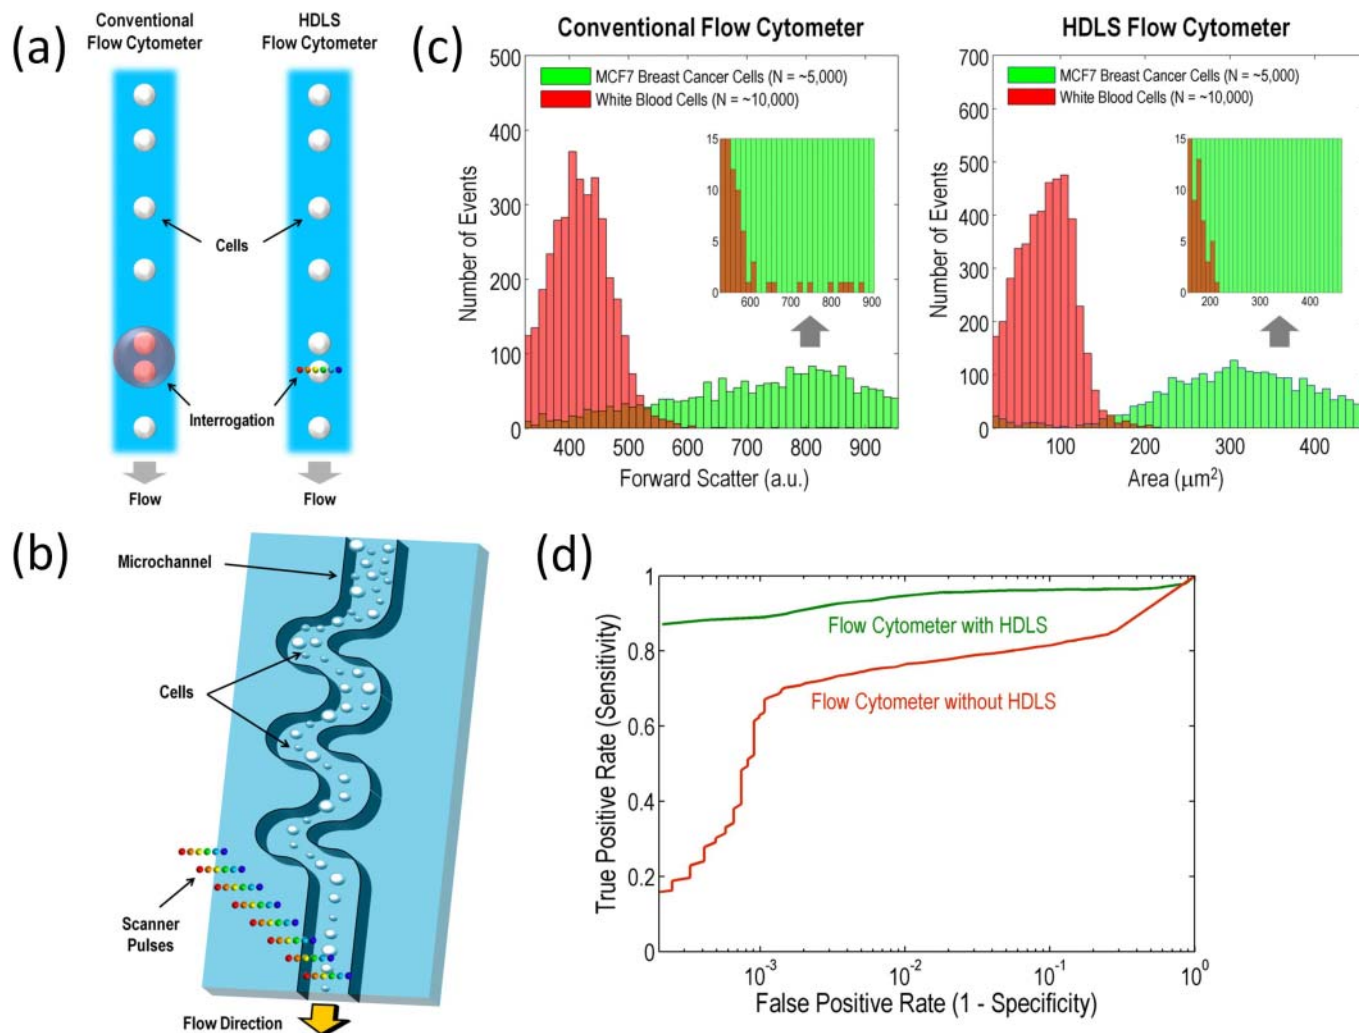 (a)
Conventional
Flow Cytometer
HDLS
Flow Cytometer
Cells
Interrogation
Flow
Flow
(b)
Microchannel
Cells
Scanner
Pulses
Flow Direction
(c)
Conventional Flow Cytometer
MCF7 Breast Cancer Cells (N = ~5,000)
White Blood Cells (N = ~10,000)
Number of Events
500
400
300
200
100
0
15
10
5
0
600
700
800
900
400
500
600
700
800
900
Forward Scatter (a.u.)
HDLS Flow Cytometer
MCF7 Breast Cancer Cells (N = ~5,000)
White Blood Cells (N = ~10,000)
Number of Events
700
600
500
400
300
200
100
0
15
10
5
0
200
300
400
100
200
300
400
Area (μm²)
(d)
True Positive Rate (Sensitivity)
1
0.8
0.6
0.4
0.2
0
Flow Cytometer with HDLS
Flow Cytometer without HDLS
10⁻³
10⁻²
10⁻¹
10⁰
False Positive Rate (1 - Specificity)